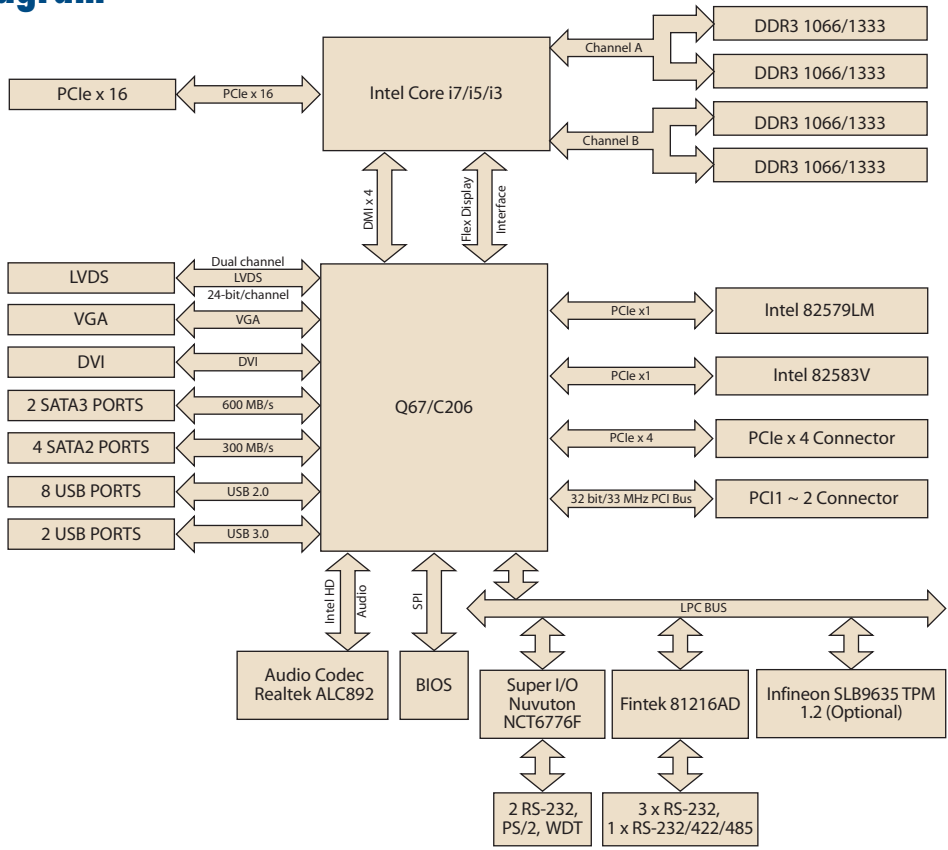 DDR3 1066/1333
Channel A
DDR3 1066/1333
PCIe x 16
PCIe x 16
Intel Core i7/i5/i3
DDR3 1066/1333
Channel B
DDR3 1066/1333
DMI x 4
Flex Display
Interface
LVDS
Dual channel
LVDS
24-bit/channel
VGA
VGA
DVI
DVI
2 SATA3 PORTS
600 MB/s
4 SATA2 PORTS
300 MB/s
8 USB PORTS
USB 2.0
2 USB PORTS
USB 3.0
Q67/C206
PCIe x1
Intel 82579LM
PCIe x1
Intel 82583V
PCIe x 4
PCIe x 4 Connector
32 bit/33 MHz PCI Bus
PCI1 ~ 2 Connector
Intel HD
Audio
SPI
LPC BUS
Audio Codec
Realtek ALC892
BIOS
Super I/O
Nuvuton
NCT6776F
Fintek 81216AD
Infineon SLB9635 TPM
1.2 (Optional)
2 RS-232,
PS/2, WDT
3 x RS-232,
1 x RS-232/422/485